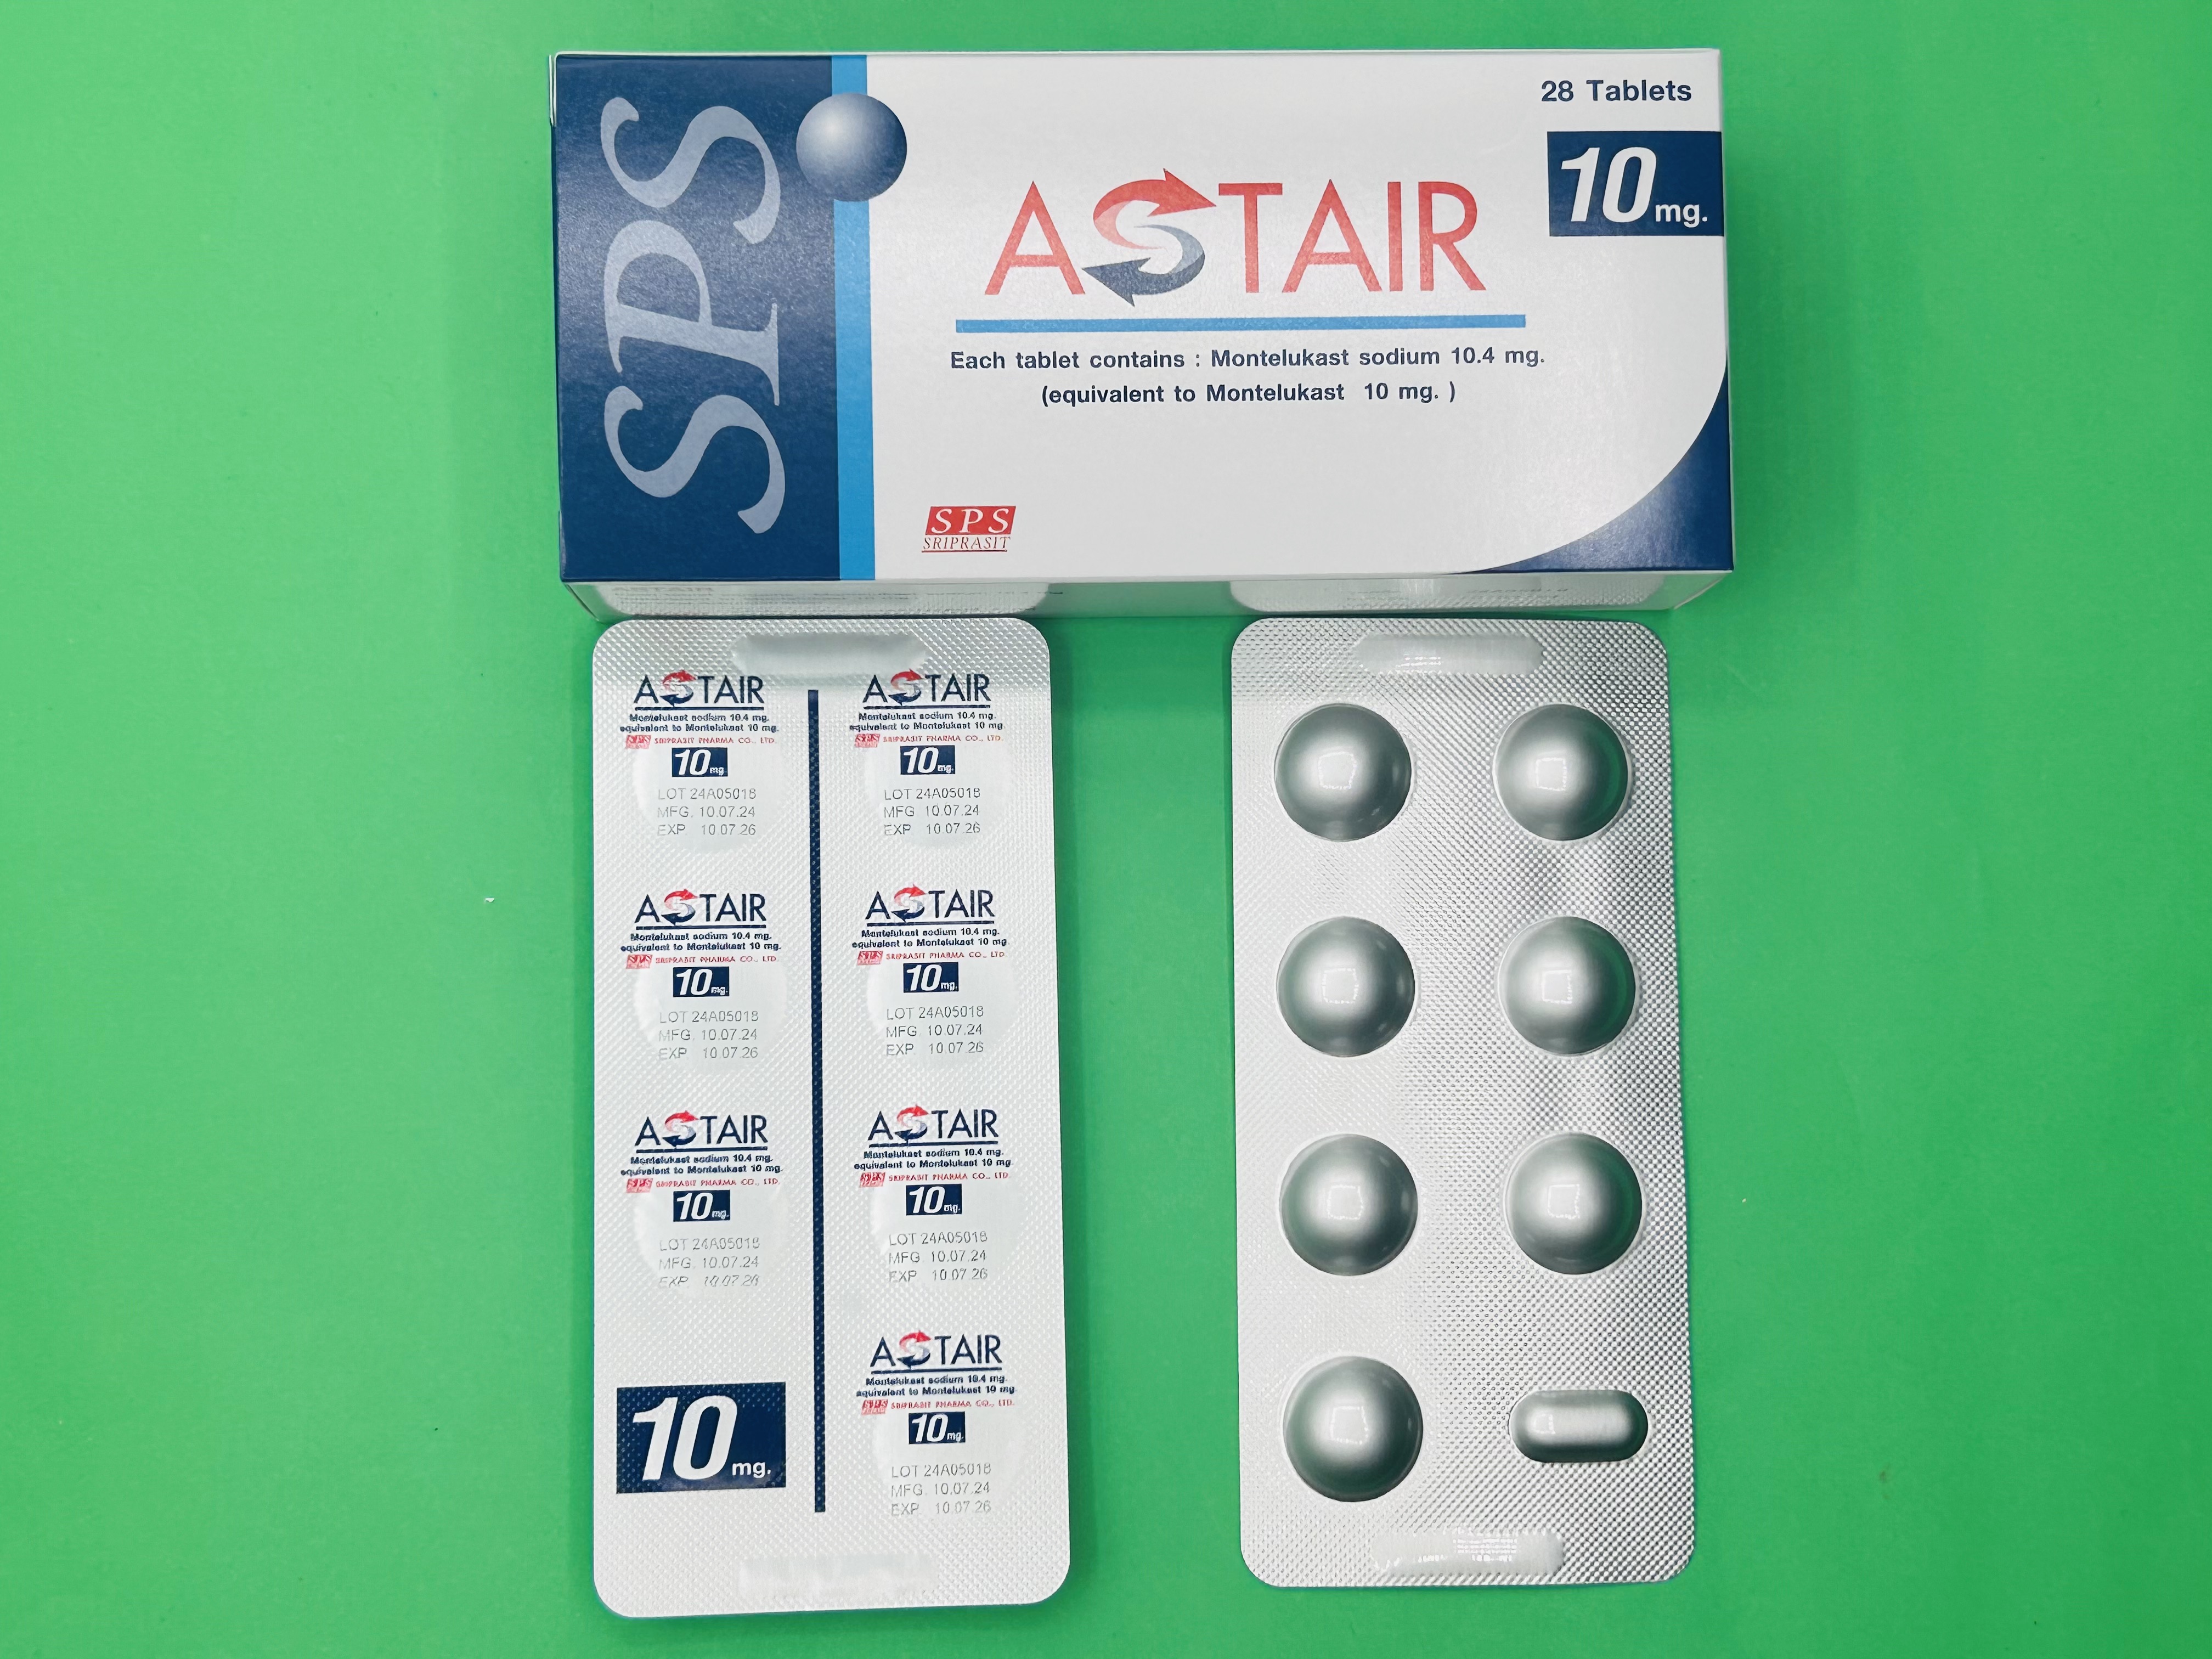 SPS
28 Tablets
10 mg.
ASTAIR
Each tablet contains : Montelukast sodium 10.4 mg.
(equivalent to Montelukast 10 mg. )
SPS
SRIPRASIT
ASTAIR
Montelukast sodium 10.4 mg.
equivalent to Montelukast 10 mg.
SPS SRIPRASIT PHARMA CO., LTD.
10 mg.
LOT 24A05018
MFG. 10.07.24
EXP 10.07.26
ASTAIR
Montelukast sodium 10.4 mg.
equivalent to Montelukast 10 mg
SPS SRIPRASIT PHARMA CO., LTD.
10 mg.
LOT 24A05018
MFG 10.07.24
EXP 10.07.26
ASTAIR
Montelukast sodium 10.4 mg.
equivalent to Montelukast 10 mg.
SPS SRIPRASIT PHARMA CO., LTD.
10 mg.
LOT 24A05018
MFG. 10.07.24
EXP 10.07.26
ASTAIR
Montelukast sodium 10.4 mg.
equivalent to Montelukast 10 mg
SPS SRIPRASIT PHARMA CO., LTD.
10 mg.
LOT 24A05018
MFG. 10.07.24
EXP. 10.07.26
ASTAIR
Montelukast sodium 10.4 mg.
equivalent to Montelukast 10 mg.
SPS SRIPRASIT PHARMA CO., LTD.
10 mg.
LOT 24A05018
MFG. 10.07.24
EXP 10.07.26
ASTAIR
Montelukast sodium 10.4 mg.
equivalent to Montelukast 10 mg
SPS SRIPRASIT PHARMA CO., LTD.
10 mg.
LOT 24A05018
MFG. 10.07.24
EXP 10.07.26
10 mg.
ASTAIR
Montelukast sodium 10.4 mg.
equivalent to Montelukast 10 mg
SPS SRIPRASIT PHARMA CO., LTD.
10 mg.
LOT 24A05018
MFG. 10.07.24
EXP 10.07.26